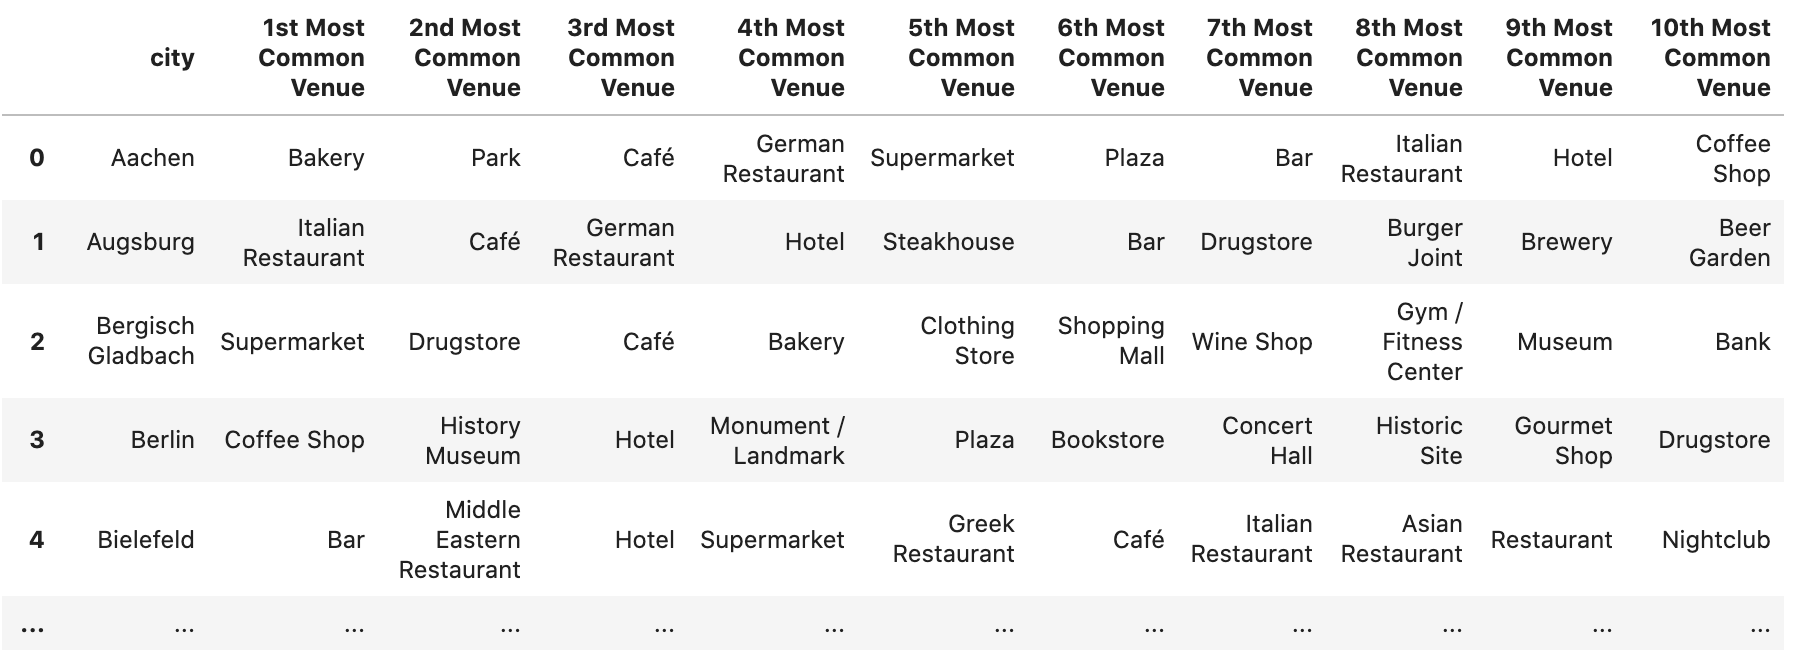 city 1st Most Common Venue 2nd Most Common Venue 3rd Most Common Venue 4th Most Common Venue 5th Most Common Venue 6th Most Common Venue 7th Most Common Venue 8th Most Common Venue 9th Most Common Venue 10th Most Common Venue
0 Aachen Bakery Park Café German Restaurant Supermarket Plaza Bar Italian Restaurant Hotel Coffee Shop
1 Augsburg Italian Restaurant Café German Restaurant Hotel Steakhouse Bar Drugstore Burger Joint Brewery Beer Garden
2 Bergisch Gladbach Supermarket Drugstore Café Bakery Clothing Store Shopping Mall Wine Shop Gym / Fitness Center Museum Bank
3 Berlin Coffee Shop History Museum Hotel Monument / Landmark Plaza Bookstore Concert Hall Historic Site Gourmet Shop Drugstore
4 Bielefeld Bar Middle Eastern Restaurant Hotel Supermarket Greek Restaurant Café Italian Restaurant Asian Restaurant Restaurant Nightclub
... ... ... ... ... ... ... ... ... ... ... ...